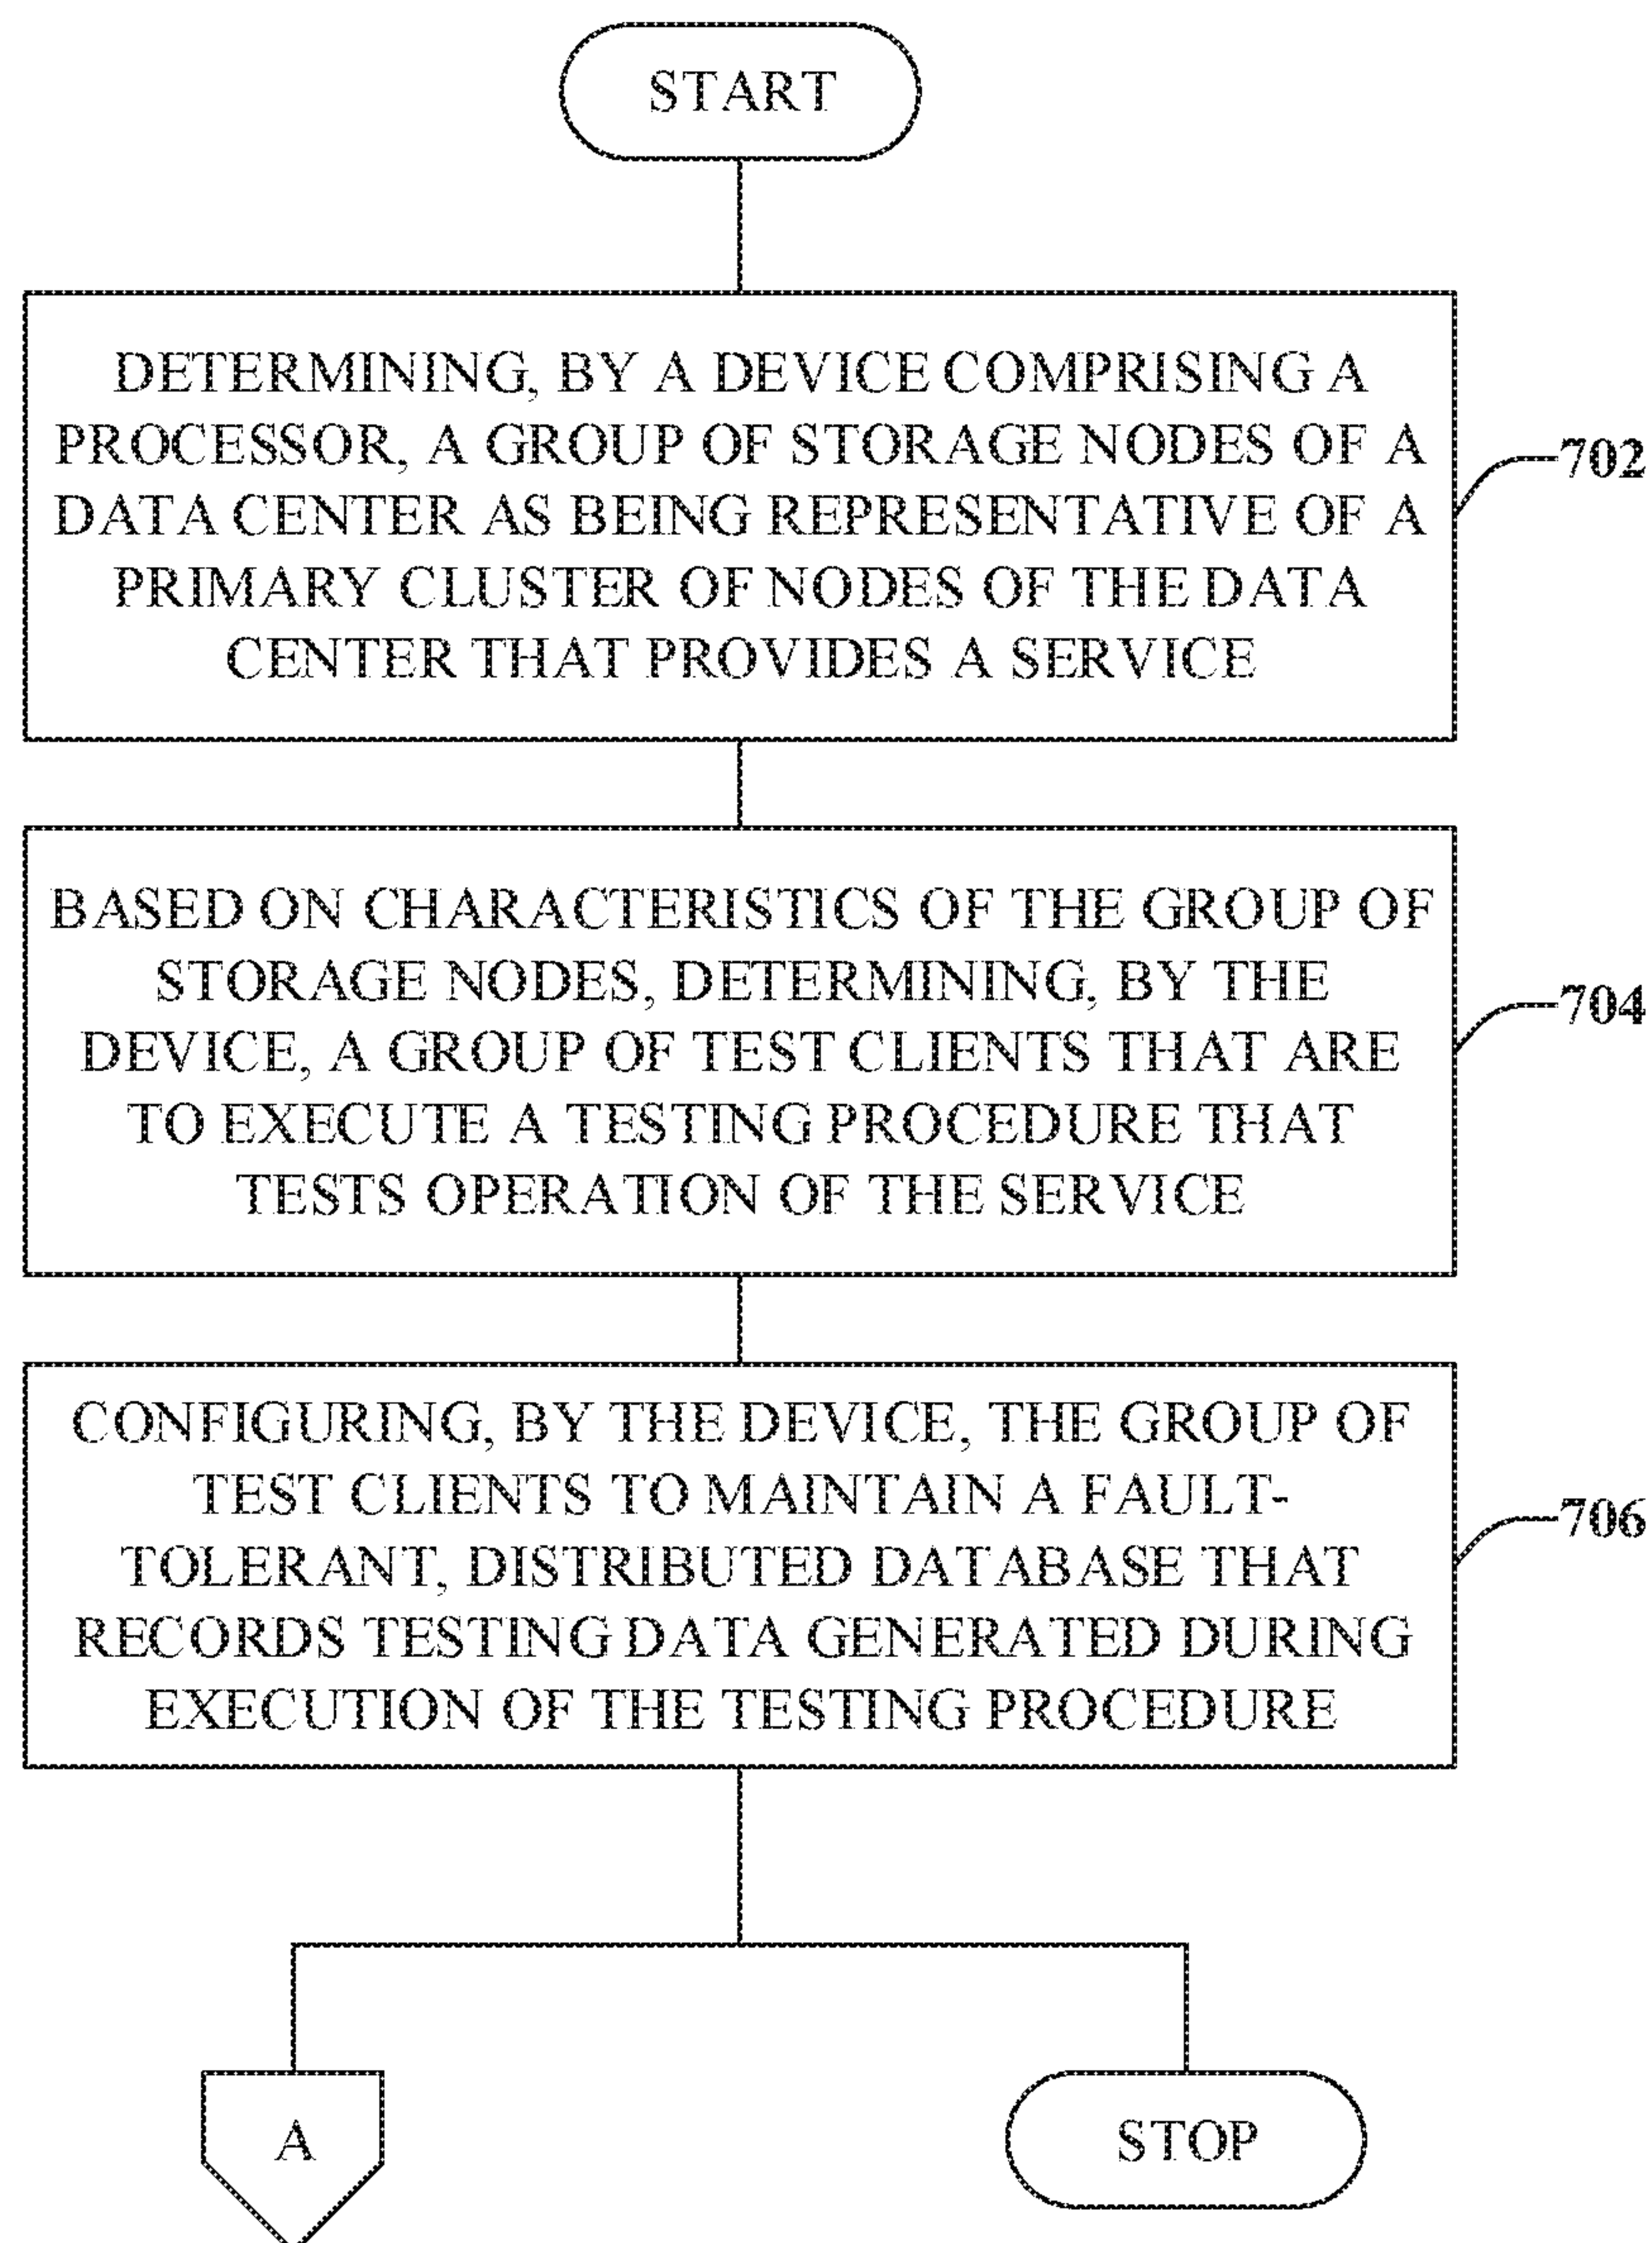 START
DETERMINING, BY A DEVICE COMPRISING A
PROCESSOR, A GROUP OF STORAGE NODES OF A
DATA CENTER AS BEING REPRESENTATIVE OF A
PRIMARY CLUSTER OF NODES OF THE DATA
CENTER THAT PROVIDES A SERVICE
702
BASED ON CHARACTERISTICS OF THE GROUP OF
STORAGE NODES, DETERMINING, BY THE
DEVICE, A GROUP OF TEST CLIENTS THAT ARE
TO EXECUTE A TESTING PROCEDURE THAT
TESTS OPERATION OF THE SERVICE
704
CONFIGURING, BY THE DEVICE, THE GROUP OF
TEST CLIENTS TO MAINTAIN A FAULT-
TOLERANT, DISTRIBUTED DATABASE THAT
RECORDS TESTING DATA GENERATED DURING
EXECUTION OF THE TESTING PROCEDURE
706
A
STOP